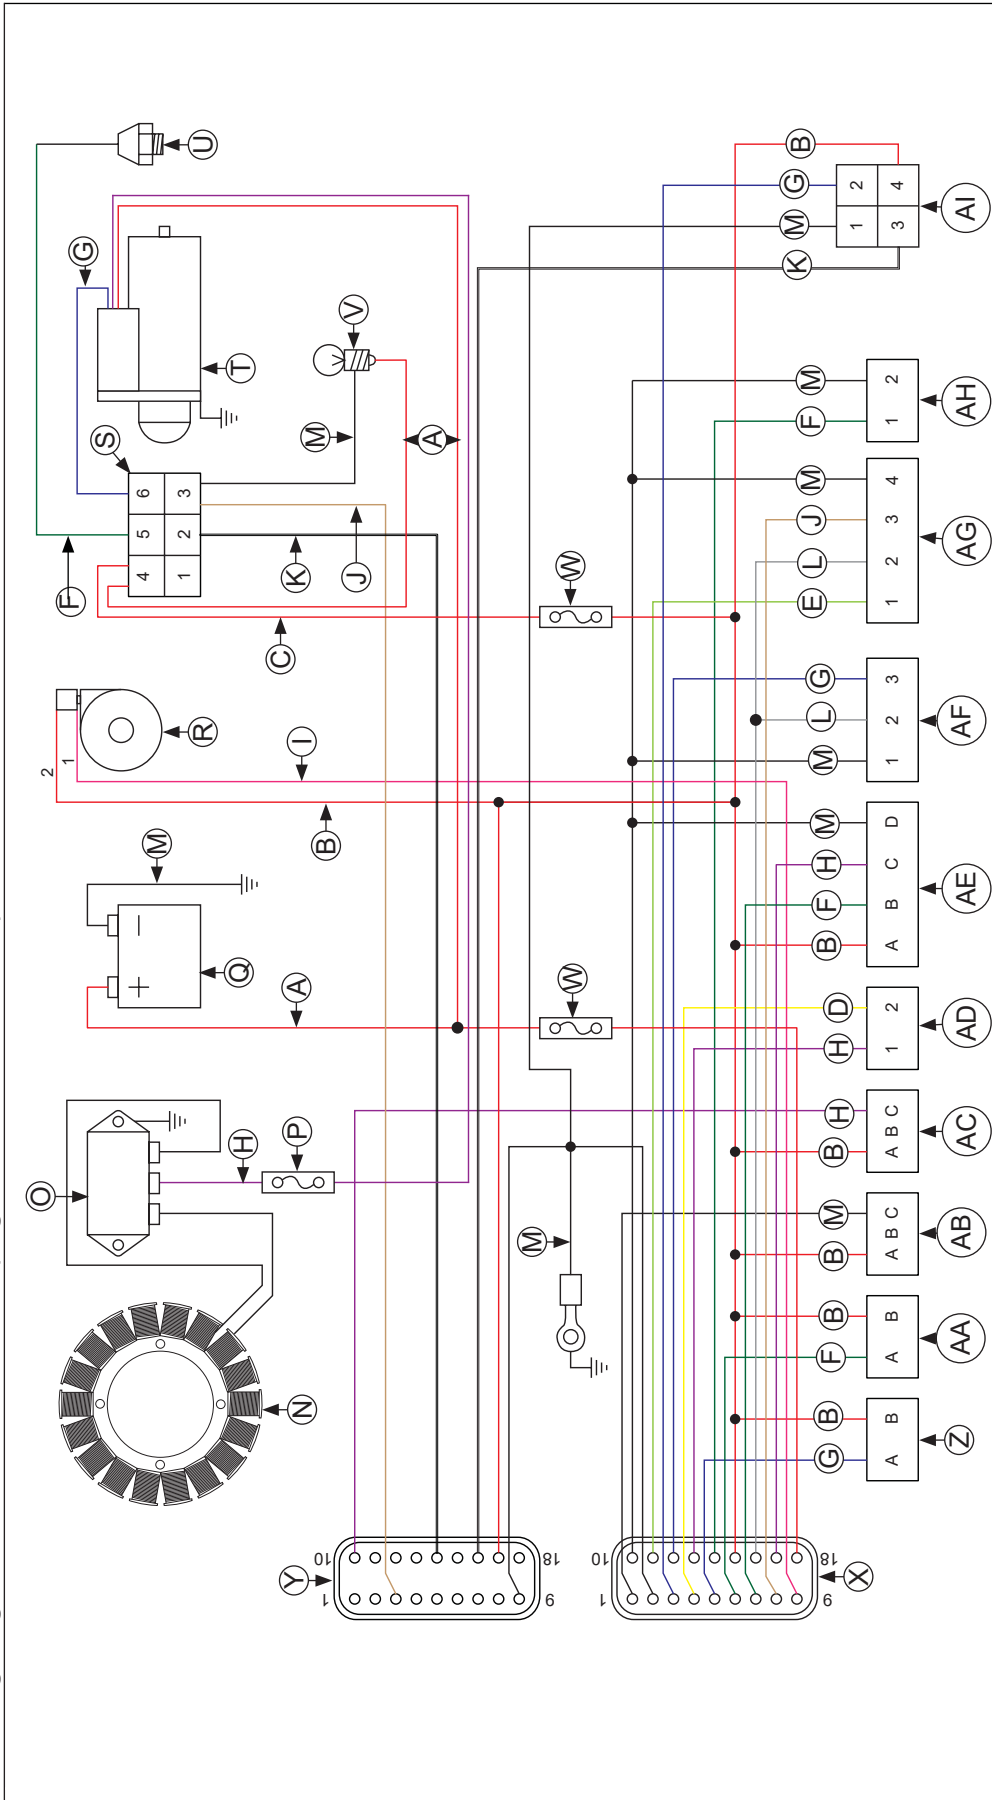 U
B
G
2
4
M
1
3
AI
K
G
V
T
M
A
S
M
2
AH
F
1
6
3
M
4
5
2
J
3
AG
4
1
F
K
J
W
L
2
E
1
C
G
3
R
I
L
2
AF
2
1
M
1
M
B
M
D
H
C
AE
F
B
B
A
−
+
Q
A
W
D
2
AD
H
1
H
P
O
H
C
B
AC
B
A
M
M
C
B
AB
B
A
B
B
AA
F
A
N
B
B
Z
G
A
10
18
10
18
Y
X
1
9
1
9